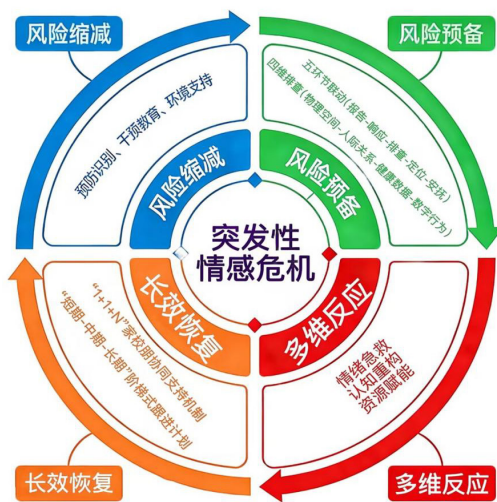 风险缩减
风险预备
预防识别、干预教育、环境支持
五环节联动(报告-响应-排查-定位-安抚)
四维排查(物理空间-人际关系-健康数据-数字行为)
风险缩减
风险预备
突发性
情感危机
长效恢复
多维反应
"1+1+N"家校期协同支持机制
"短期-中期-长期"阶梯式跟进计划
情绪急救
认知重构
资源赋能
长效恢复
多维反应